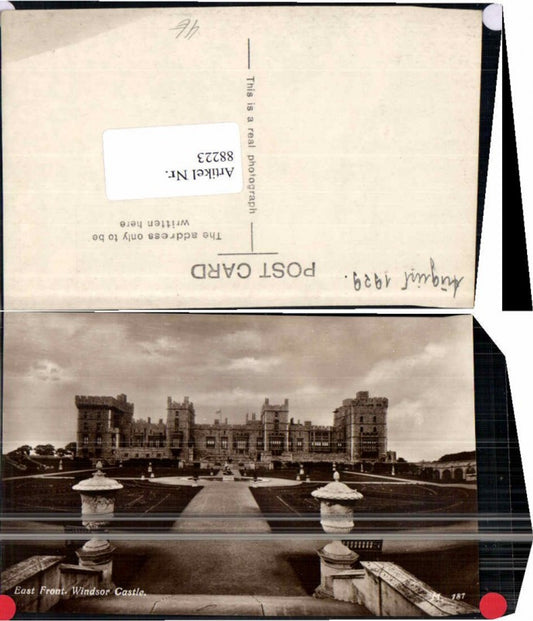 POST CARD
August 1929.
The address only to be
written here
This is a real photograph
Artikel Nr.
88223
46
East Front. Windsor Castle.
M. 187